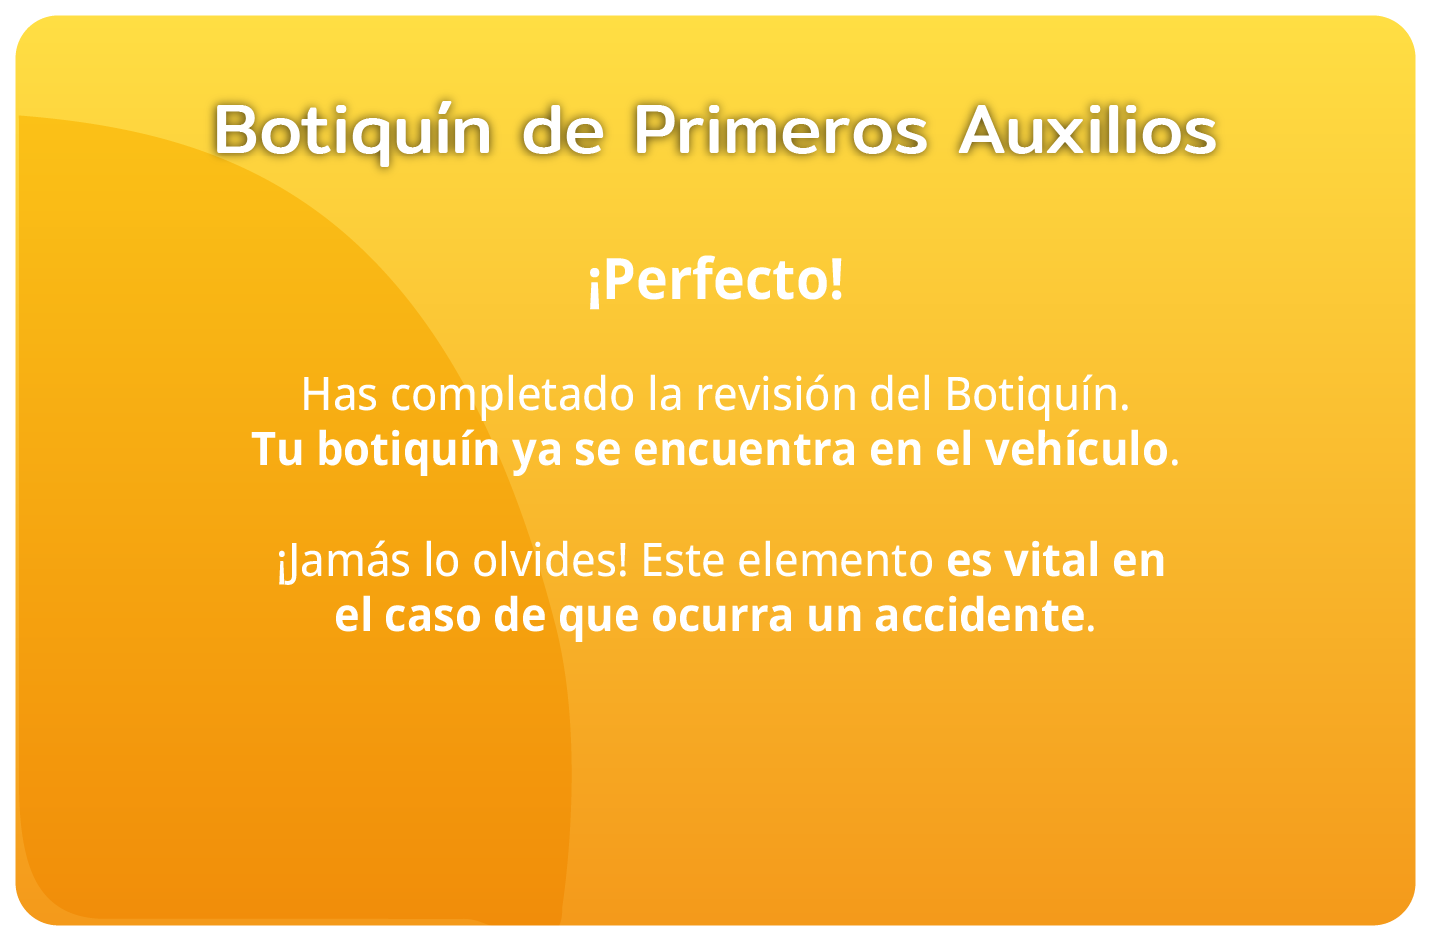 Botiquín de Primeros Auxilios
¡Perfecto!
Has completado la revisión del Botiquín.
Tu botiquín ya se encuentra en el vehículo.
¡Jamás lo olvides! Este elemento es vital en
el caso de que ocurra un accidente.